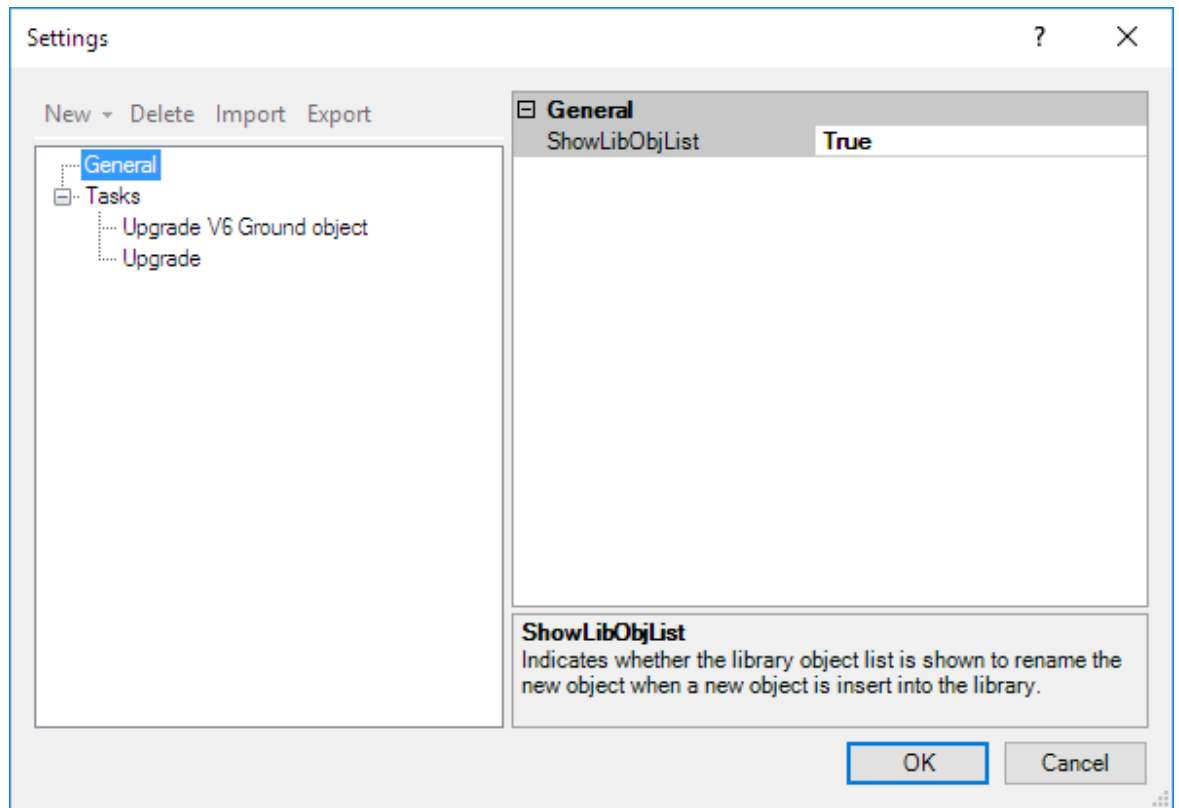 Settings
?
New Delete Import Export
General
Tasks
Upgrade V6 Ground object
Upgrade
General
ShowLibObjList True
ShowLibObjList
Indicates whether the library object list is shown to rename the
new object when a new object is insert into the library.
OK Cancel